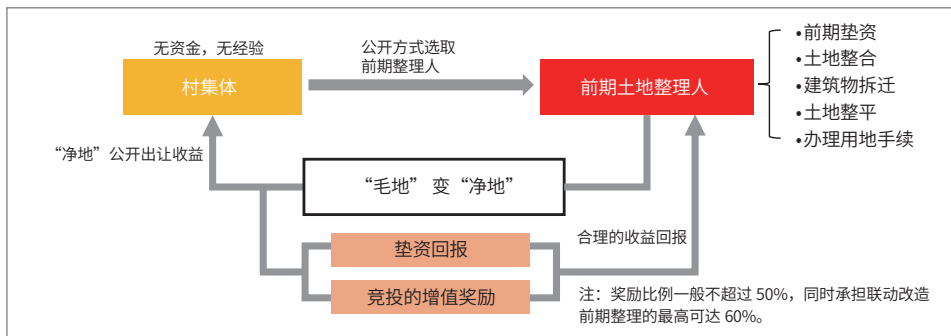 无资金，无经验
村集体
公开方式选取
前期整理人
前期土地整理人
•前期垫资
•土地整合
•建筑物拆迁
•土地整平
•办理用地手续
“净地”公开出让收益
“毛地” 变 “净地”
垫资回报
竞投的增值奖励
合理的收益回报
注：奖励比例一般不超过 50%，同时承担联动改造
前期整理的最高可达 60%。